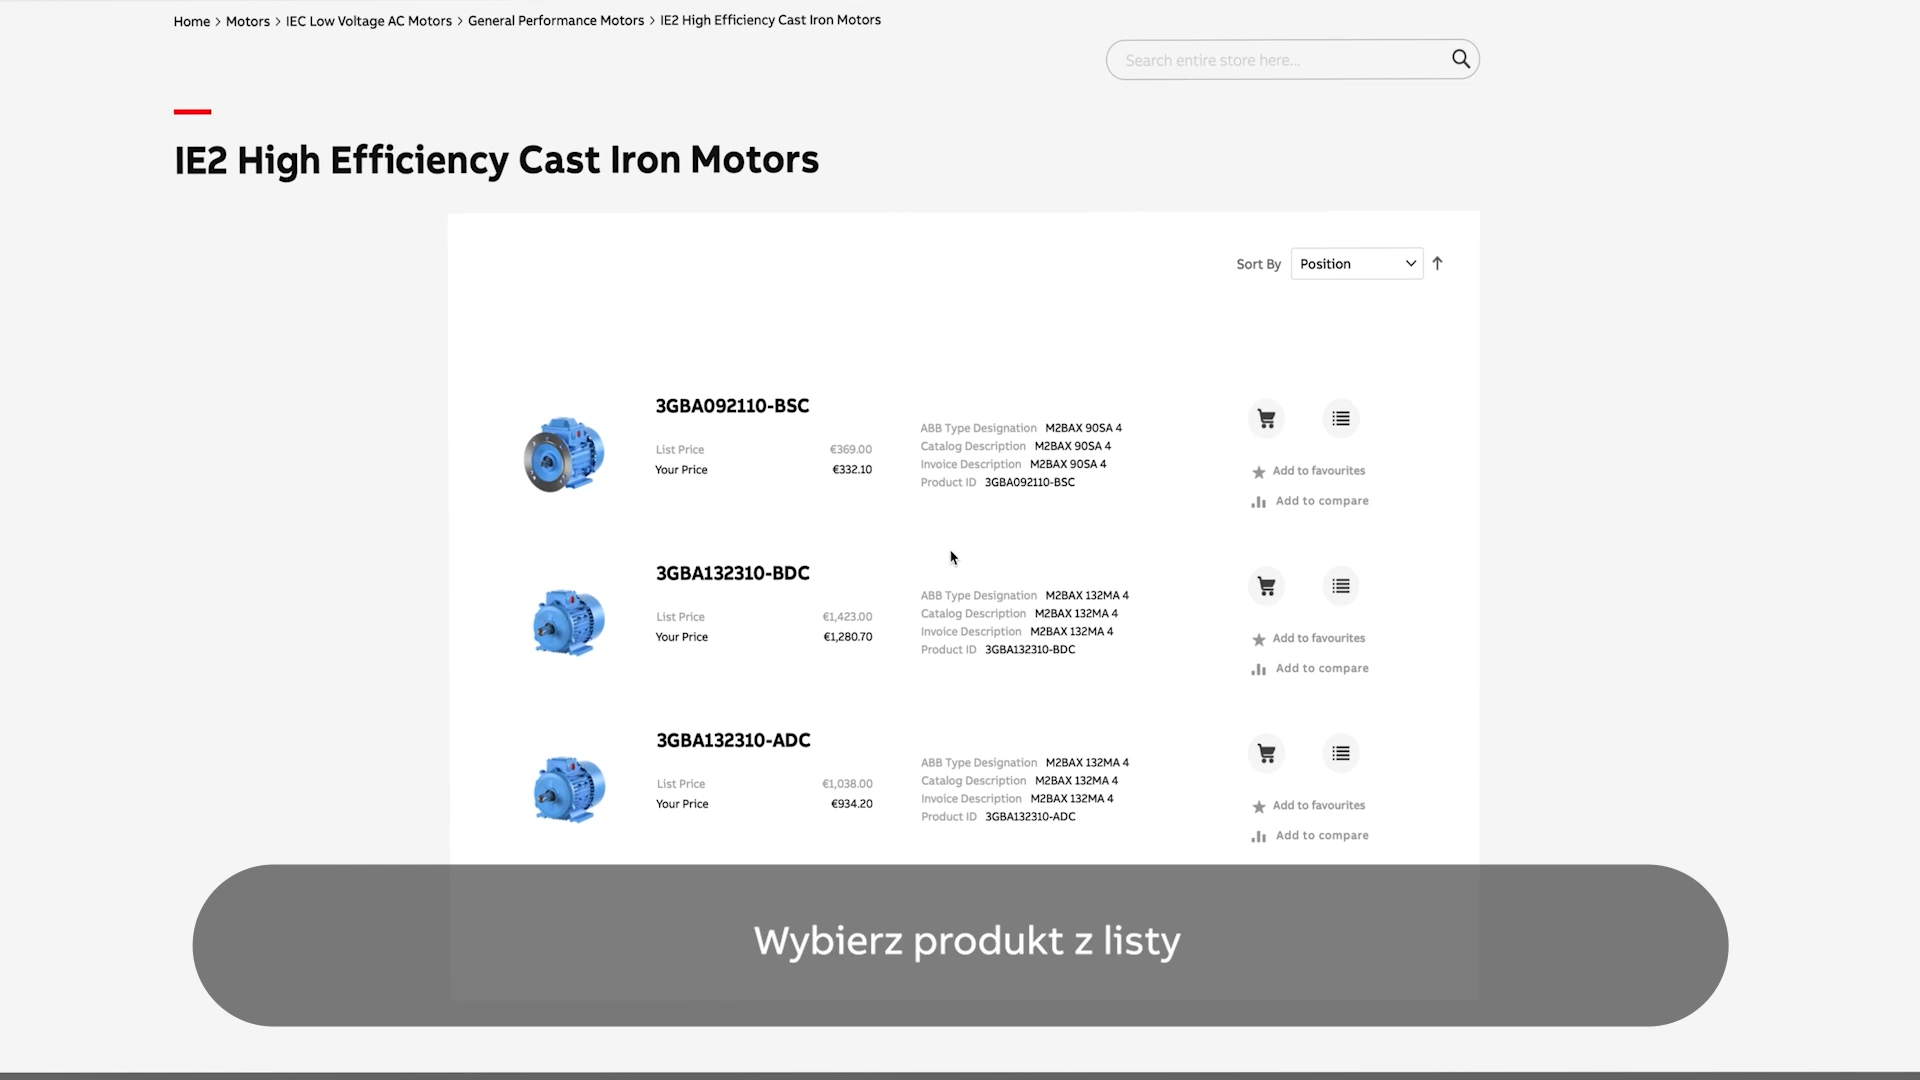 Home > Motors > IEC Low Voltage AC Motors > General Performance Motors > IE2 High Efficiency Cast Iron Motors
Search entire store here...
IE2 High Efficiency Cast Iron Motors
Sort By Position
3GBA092110-BSC
List Price €369.00
Your Price €332.10
ABB Type Designation M2BAX 90SA 4
Catalog Description M2BAX 90SA 4
Invoice Description M2BAX 90SA 4
Product ID 3GBA092110-BSC
Add to favourites
Add to compare
3GBA132310-BDC
List Price €1,423.00
Your Price €1,280.70
ABB Type Designation M2BAX 132MA 4
Catalog Description M2BAX 132MA 4
Invoice Description M2BAX 132MA 4
Product ID 3GBA132310-BDC
Add to favourites
Add to compare
3GBA132310-ADC
List Price €1,038.00
Your Price €934.20
ABB Type Designation M2BAX 132MA 4
Catalog Description M2BAX 132MA 4
Invoice Description M2BAX 132MA 4
Product ID 3GBA132310-ADC
Add to favourites
Add to compare
Wybierz produkt z listy